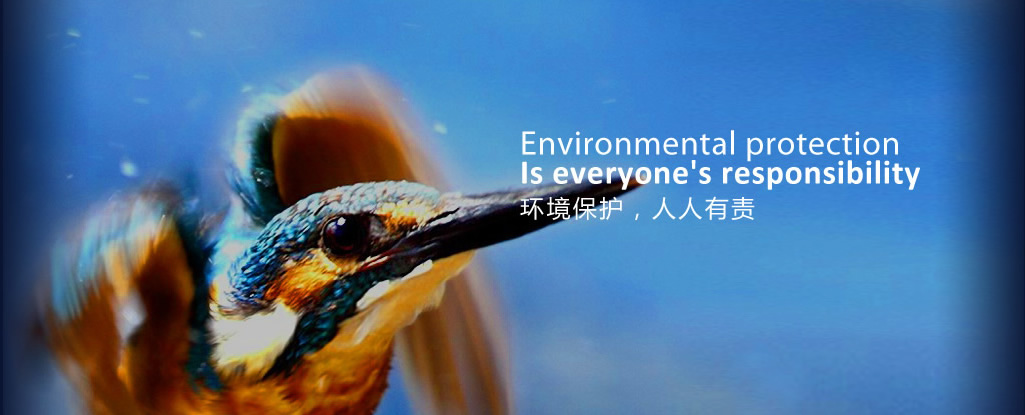 Environmental protection
Is everyone's responsibility
环境保护，人人有责